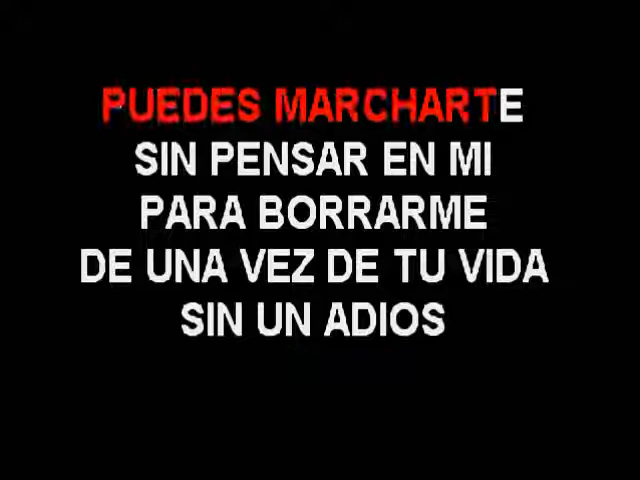 PUEDES MARCHARTE
SIN PENSAR EN MI
PARA BORRARME
DE UNA VEZ DE TU VIDA
SIN UN ADIOS